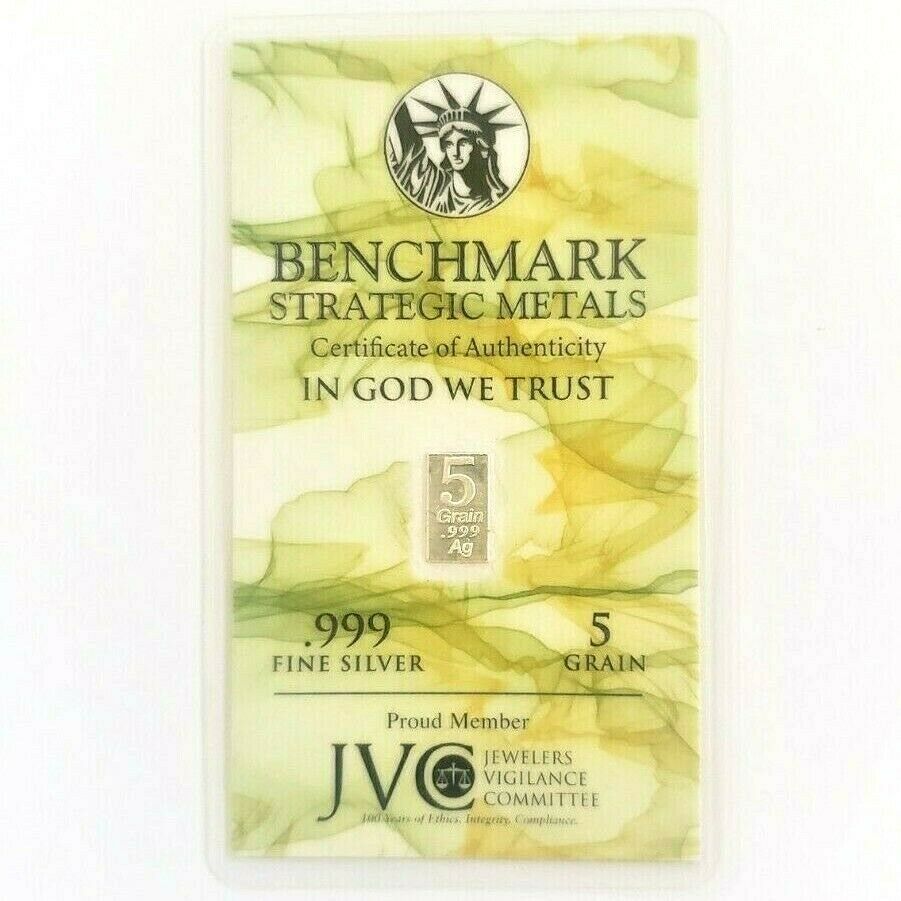 BENCHMARK
STRATEGIC METALS
Certificate of Authenticity
IN GOD WE TRUST
5
Grain
.999
Ag
.999
FINE SILVER
5
GRAIN
Proud Member
JVC
JEWELERS
VIGILANCE
COMMITTEE
100 Years of Ethics. Integrity. Compliance.